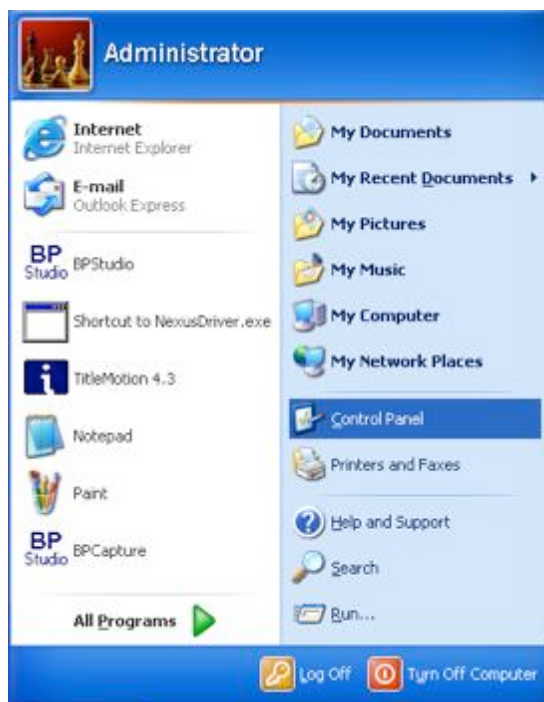 Administrator
Internet
Internet Explorer
E-mail
Outlook Express
BP
Studio
BPStudio
Shortcut to NexusDriver.exe
i
TitleMotion 4.3
Notepad
Paint
BP
Studio
BPCapture
All Programs
My Documents
My Recent Documents
My Pictures
My Music
My Computer
My Network Places
Control Panel
Printers and Faxes
Help and Support
Search
Run...
Log Off
Turn Off Computer